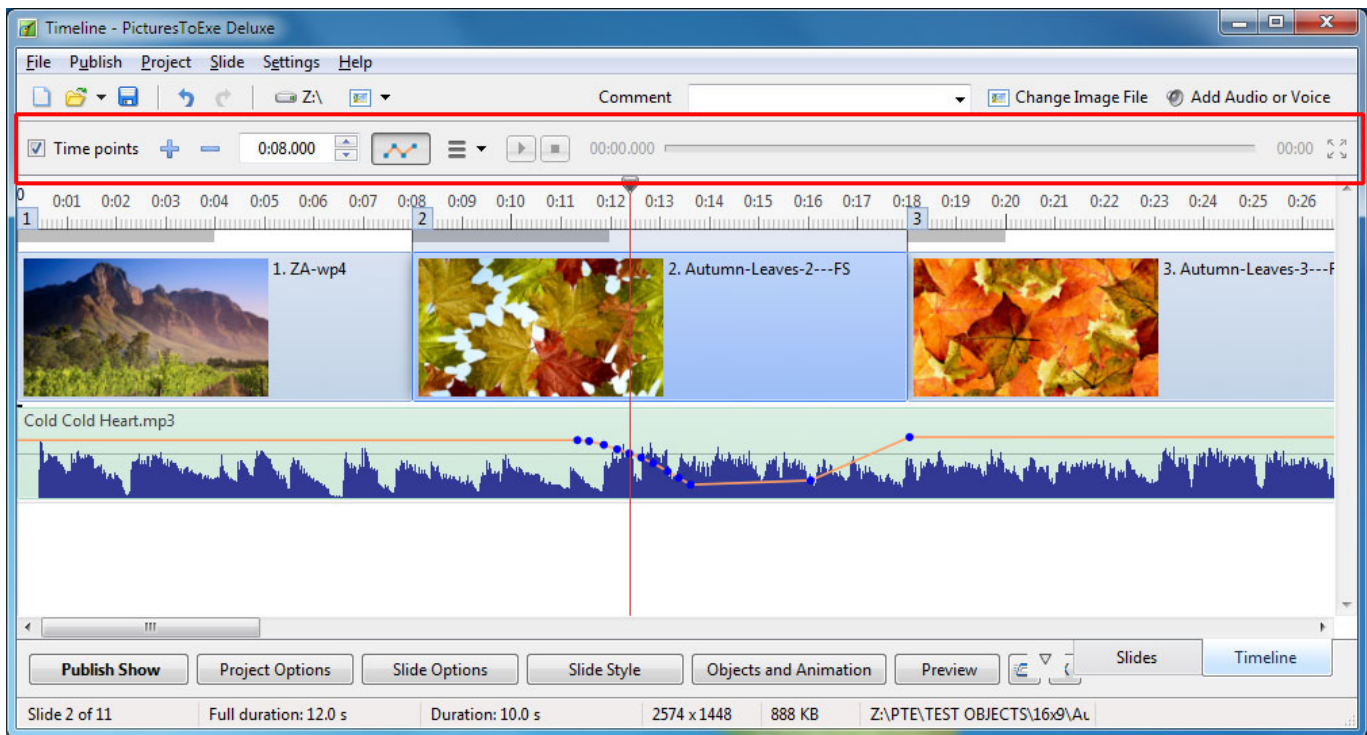 Timeline - PicturesToExe Deluxe
File Publish Project Slide Settings Help
Z:\ Comment Change Image File Add Audio or Voice
Time points 0:08.000 00:00.000 00:00
0 0:01 0:02 0:03 0:04 0:05 0:06 0:07 0:08 0:09 0:10 0:11 0:12 0:13 0:14 0:15 0:16 0:17 0:18 0:19 0:20 0:21 0:22 0:23 0:24 0:25 0:26
1 2 3
1. ZA-wp4 2. Autumn-Leaves-2---FS 3. Autumn-Leaves-3---F
Cold Cold Heart.mp3
Publish Show Project Options Slide Options Slide Style Objects and Animation Preview Slides Timeline
Slide 2 of 11 Full duration: 12.0 s Duration: 10.0 s 2574 x 1448 888 KB Z:\PTE\TEST OBJECTS\16x9\Au